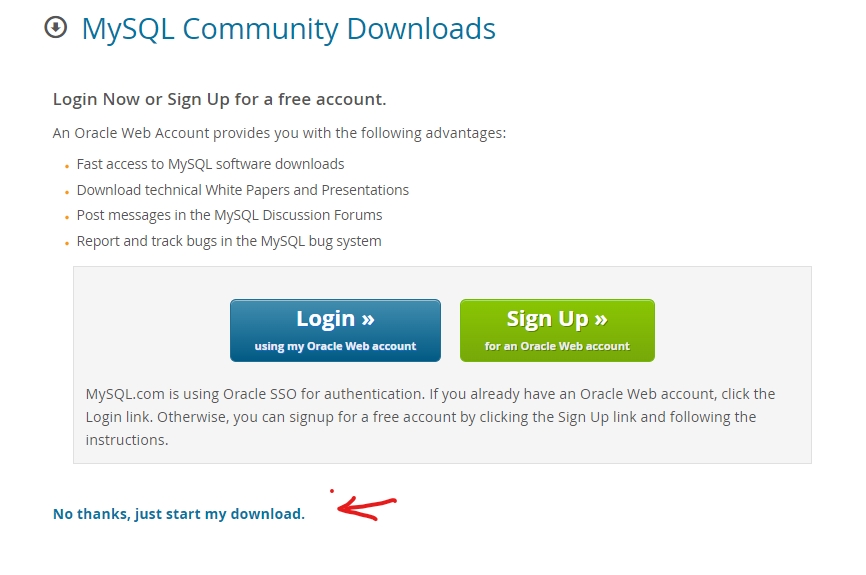 MySQL Community Downloads
Login Now or Sign Up for a free account.
An Oracle Web Account provides you with the following advantages:
Fast access to MySQL software downloads
Download technical White Papers and Presentations
Post messages in the MySQL Discussion Forums
Report and track bugs in the MySQL bug system
Login »
using my Oracle Web account
Sign Up »
for an Oracle Web account
MySQL.com is using Oracle SSO for authentication. If you already have an Oracle Web account, click the
Login link. Otherwise, you can signup for a free account by clicking the Sign Up link and following the
instructions.
No thanks, just start my download.